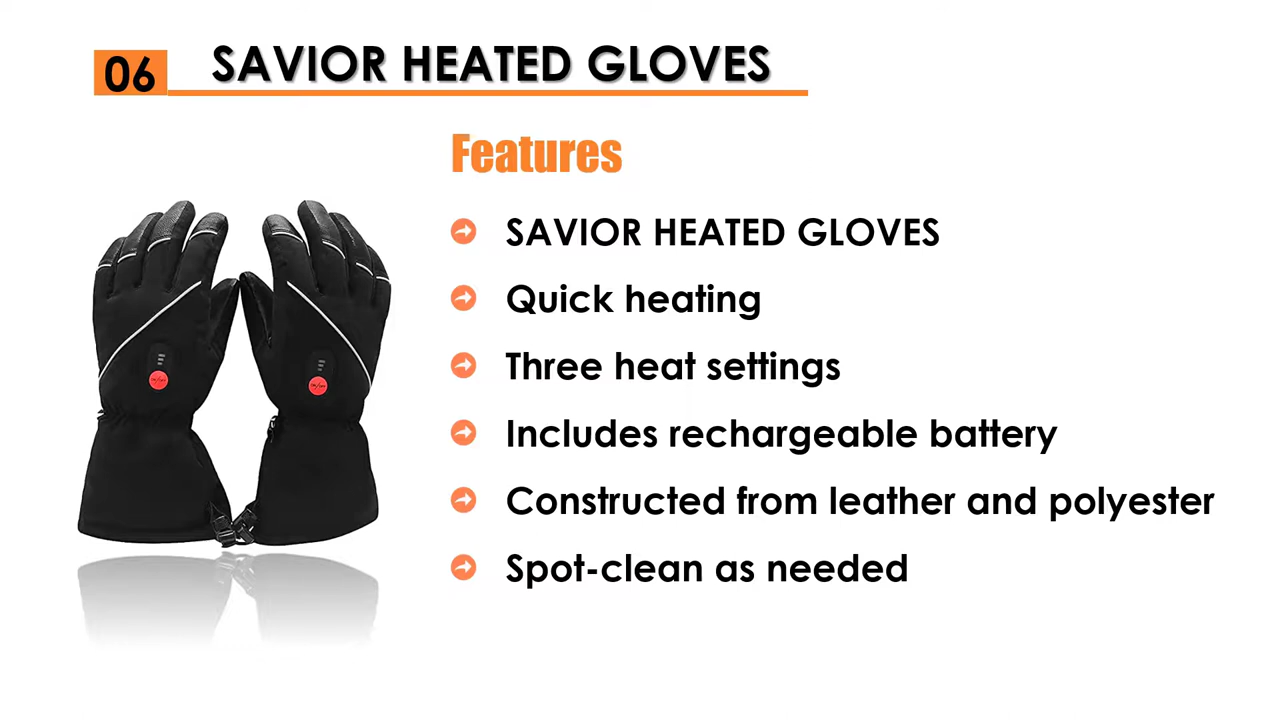 06
SAVIOR HEATED GLOVES
Features
SAVIOR HEATED GLOVES
Quick heating
Three heat settings
Includes rechargeable battery
Constructed from leather and polyester
Spot-clean as needed